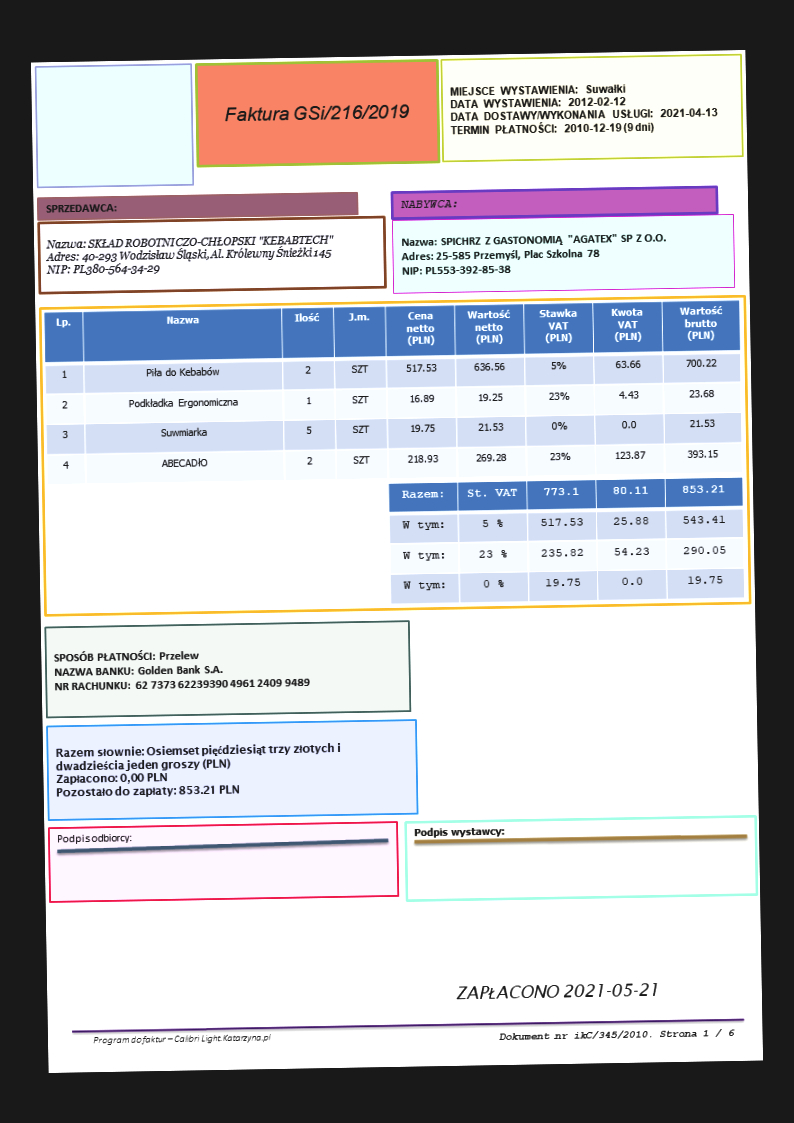 Faktura GSi/216/2019
MIEJSCE WYSTAWIENIA: Suwałki
DATA WYSTAWIENIA: 2012-02-12
DATA DOSTAWY/WYKONANIA USŁUGI: 2021-04-13
TERMIN PŁATNOŚCI: 2010-12-19 (9 dni)
SPRZEDAWCA:
Nazwa: SKŁAD ROBOTNICZO-CHŁOPSKI "KEBABTECH"
Adres: 40-293 Wodzisław Śląski, Al. Królewny Śnieżki 145
NIP: PL380-564-34-29
NABYWCA:
Nazwa: SPICHRZ Z GASTONOMIĄ "AGATEK" SP Z O.O.
Adres: 25-585 Przemyśl, Plac Szkolna 78
NIP: PL553-392-85-38
Lp. Nazwa Ilość J.m. Cena netto (PLN) Wartość netto (PLN) Stawka VAT (PLN) Kwota VAT (PLN) Wartość brutto (PLN)
1 Piła do Kebabów 2 SZT 517.53 636.56 5% 63.66 700.22
2 Podkładka Ergonomiczna 1 SZT 16.89 19.25 23% 4.43 23.68
3 Suwmiarka 5 SZT 19.75 21.53 0% 0.0 21.53
4 ABECADŁO 2 SZT 218.93 269.28 23% 123.87 393.15
Razem: St. VAT 773.1 80.11 853.21
W tym: 5 % 517.53 25.88 543.41
W tym: 23 % 235.82 54.23 290.05
W tym: 0 % 19.75 0.0 19.75
SPOSÓB PŁATNOŚCI: Przelew
NAZWA BANKU: Golden Bank S.A.
NR RACHUNKU: 62 7373 6223 9390 4961 2409 9489
Razem słownie: Osiemset pięćdziesiąt trzy złotych i
dwadzieścia jeden groszy (PLN)
Zapłacono: 0,00 PLN
Pozostało do zapłaty: 853.21 PLN
Podpis odbiorcy:
Podpis wystawcy:
ZAPŁACONO 2021-05-21
Program do faktur – Calibri Light.Katarzyna.pl
Dokument nr ikC/345/2010. Strona 1 / 6